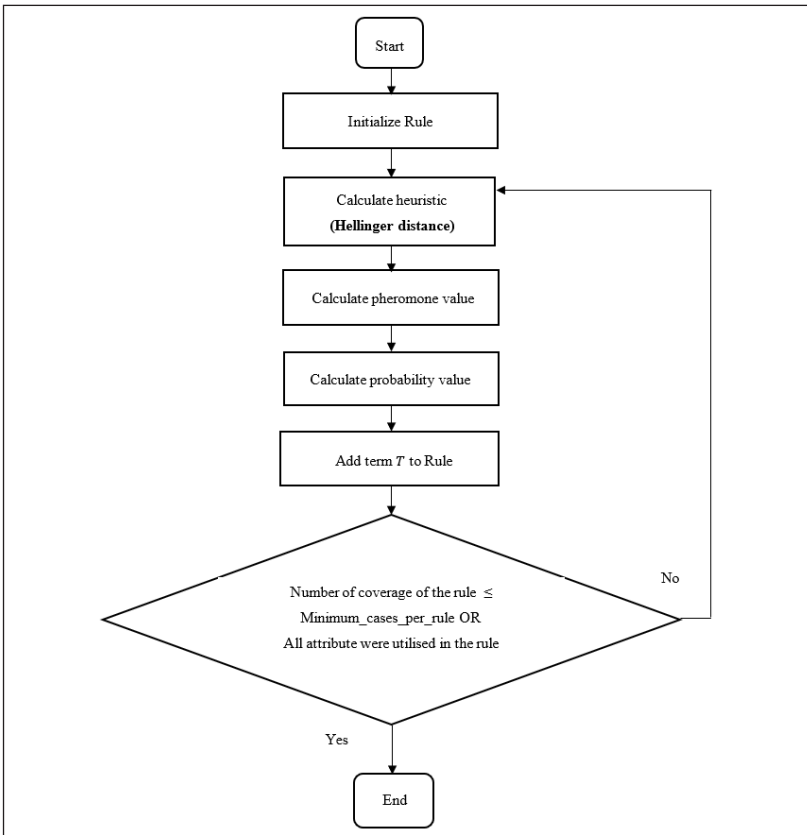 Start
Initialize Rule
Calculate heuristic
(Hellinger distance)
Calculate pheromone value
Calculate probability value
Add term T to Rule
Number of coverage of the rule ≤
Minimum_cases_per_rule OR
All attribute were utilised in the rule
No
Yes
End